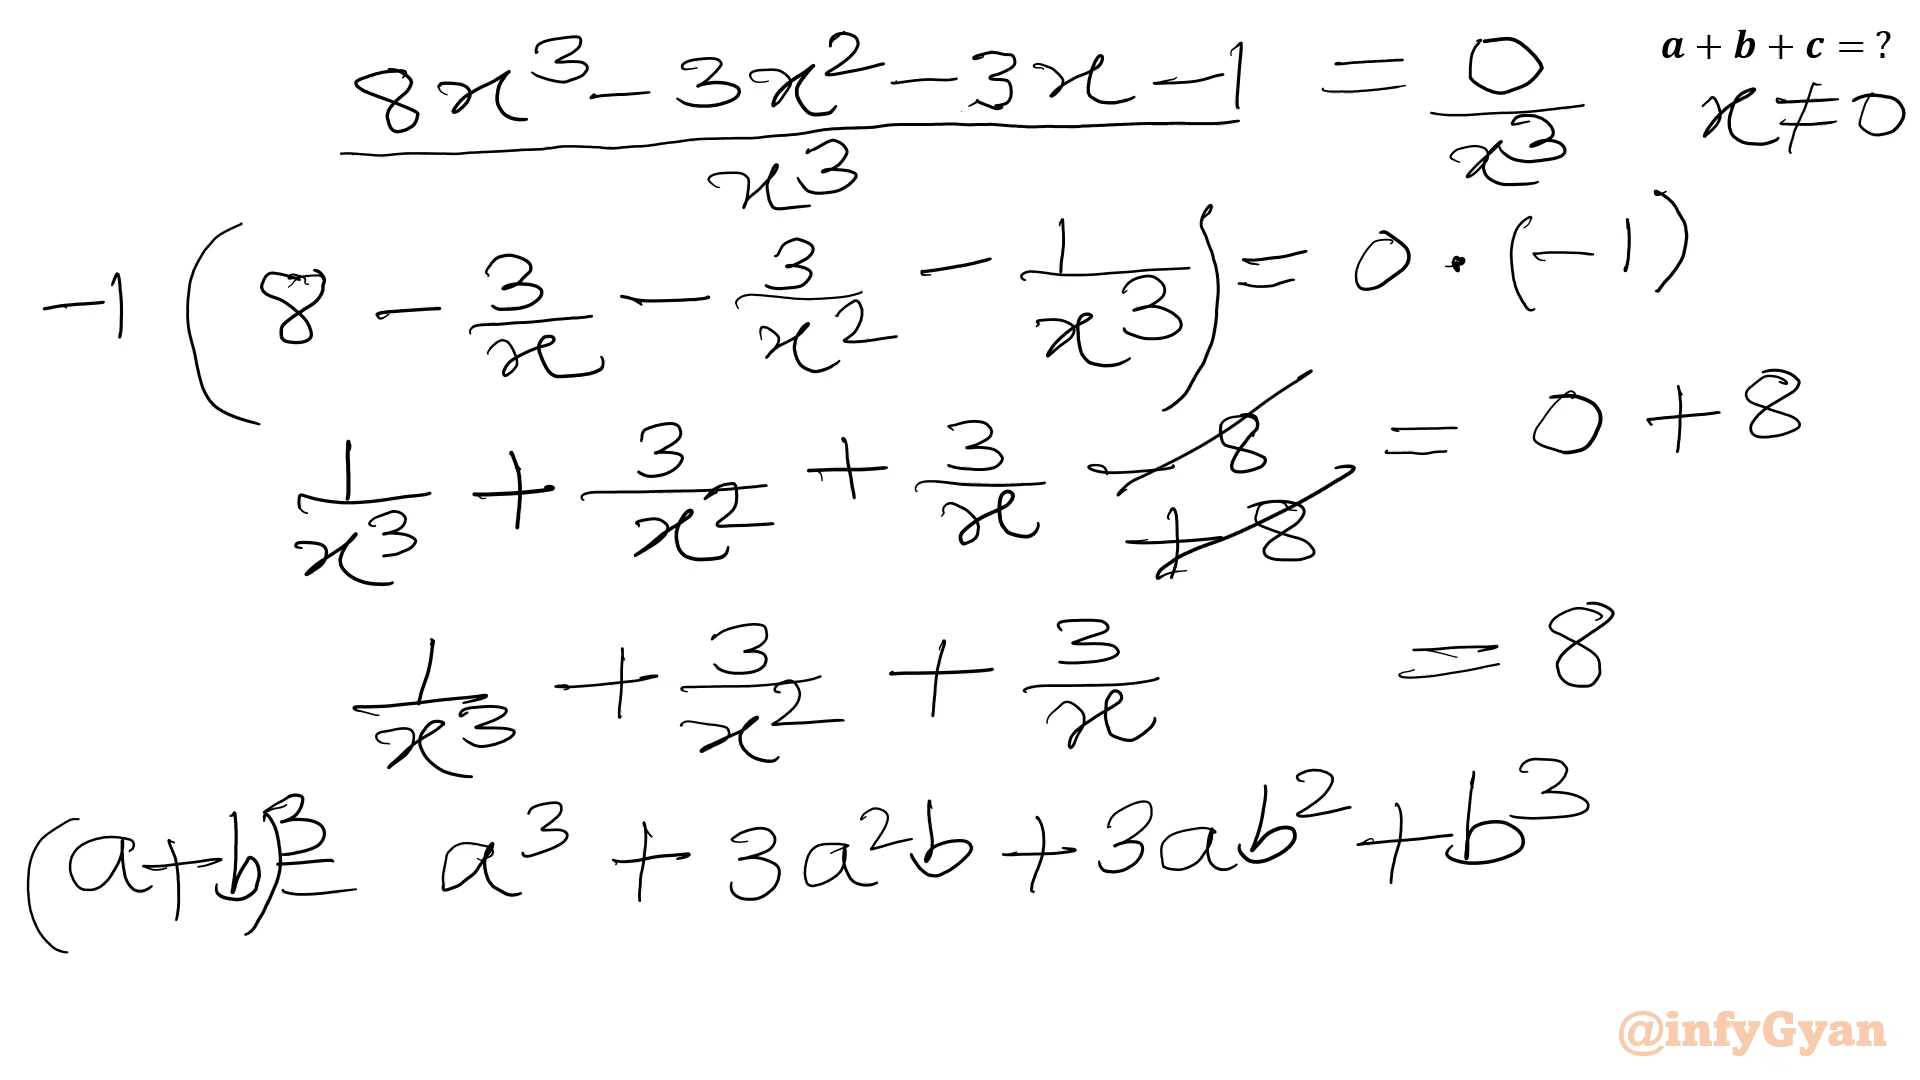 (8x³ − 3x² − 3x − 1)/x³ = 0/x³
a + b + c = ?
x ≠ 0
−1 (8 − 3/x − 3/x² − 1/x³) = 0 · (−1)
1/x³ + 3/x² + 3/x − 8 = 0 + 8
+ 8
1/x³ + 3/x² + 3/x = 8
(a+b)³ = a³ + 3a²b + 3ab² + b³
@infyGyan